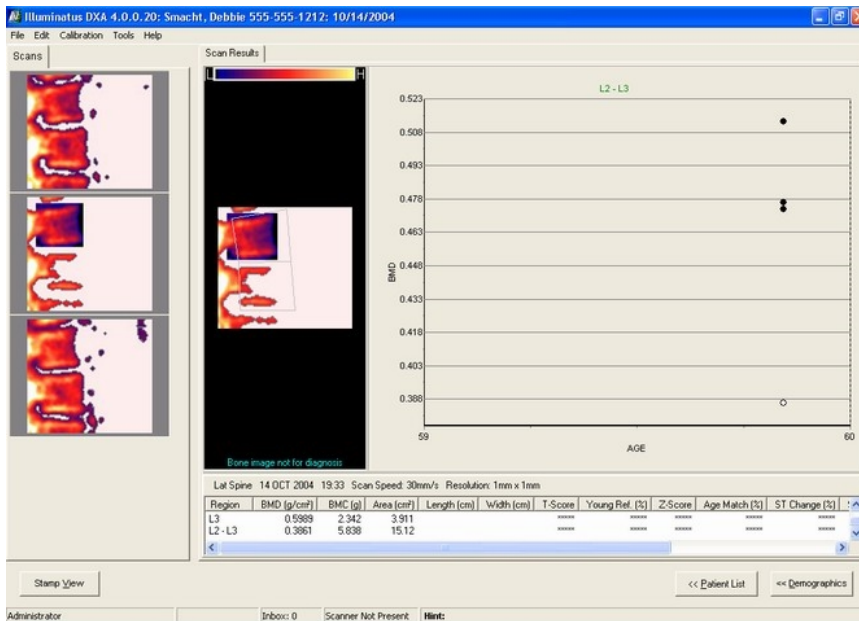 Illuminatus DXA 4.0.0.20: Smacht, Debbie 555-555-1212: 10/14/2004
File Edit Calibration Tools Help
Scans
Scan Results
L H
L2 - L3
0.523
0.508
0.493
0.478
0.463
0.448
0.433
0.418
0.403
0.388
BMD
59 60
AGE
Bone image not for diagnosis
Lat Spine 14 OCT 2004 19:33 Scan Speed: 30mm/s Resolution: 1mm x 1mm
Region BMD (g/cm²) BMC (g) Area (cm²) Length (cm) Width (cm) T-Score Young Ref. (%) Z-Score Age Match (%) ST Change (%)
L3 0.5989 2.342 3.911 ***** ***** ***** ***** *****
L2 - L3 0.3861 5.838 15.12 ***** ***** ***** ***** *****
Stamp View
<< Patient List
<< Demographics
Administrator Inbox: 0 Scanner Not Present Hint: